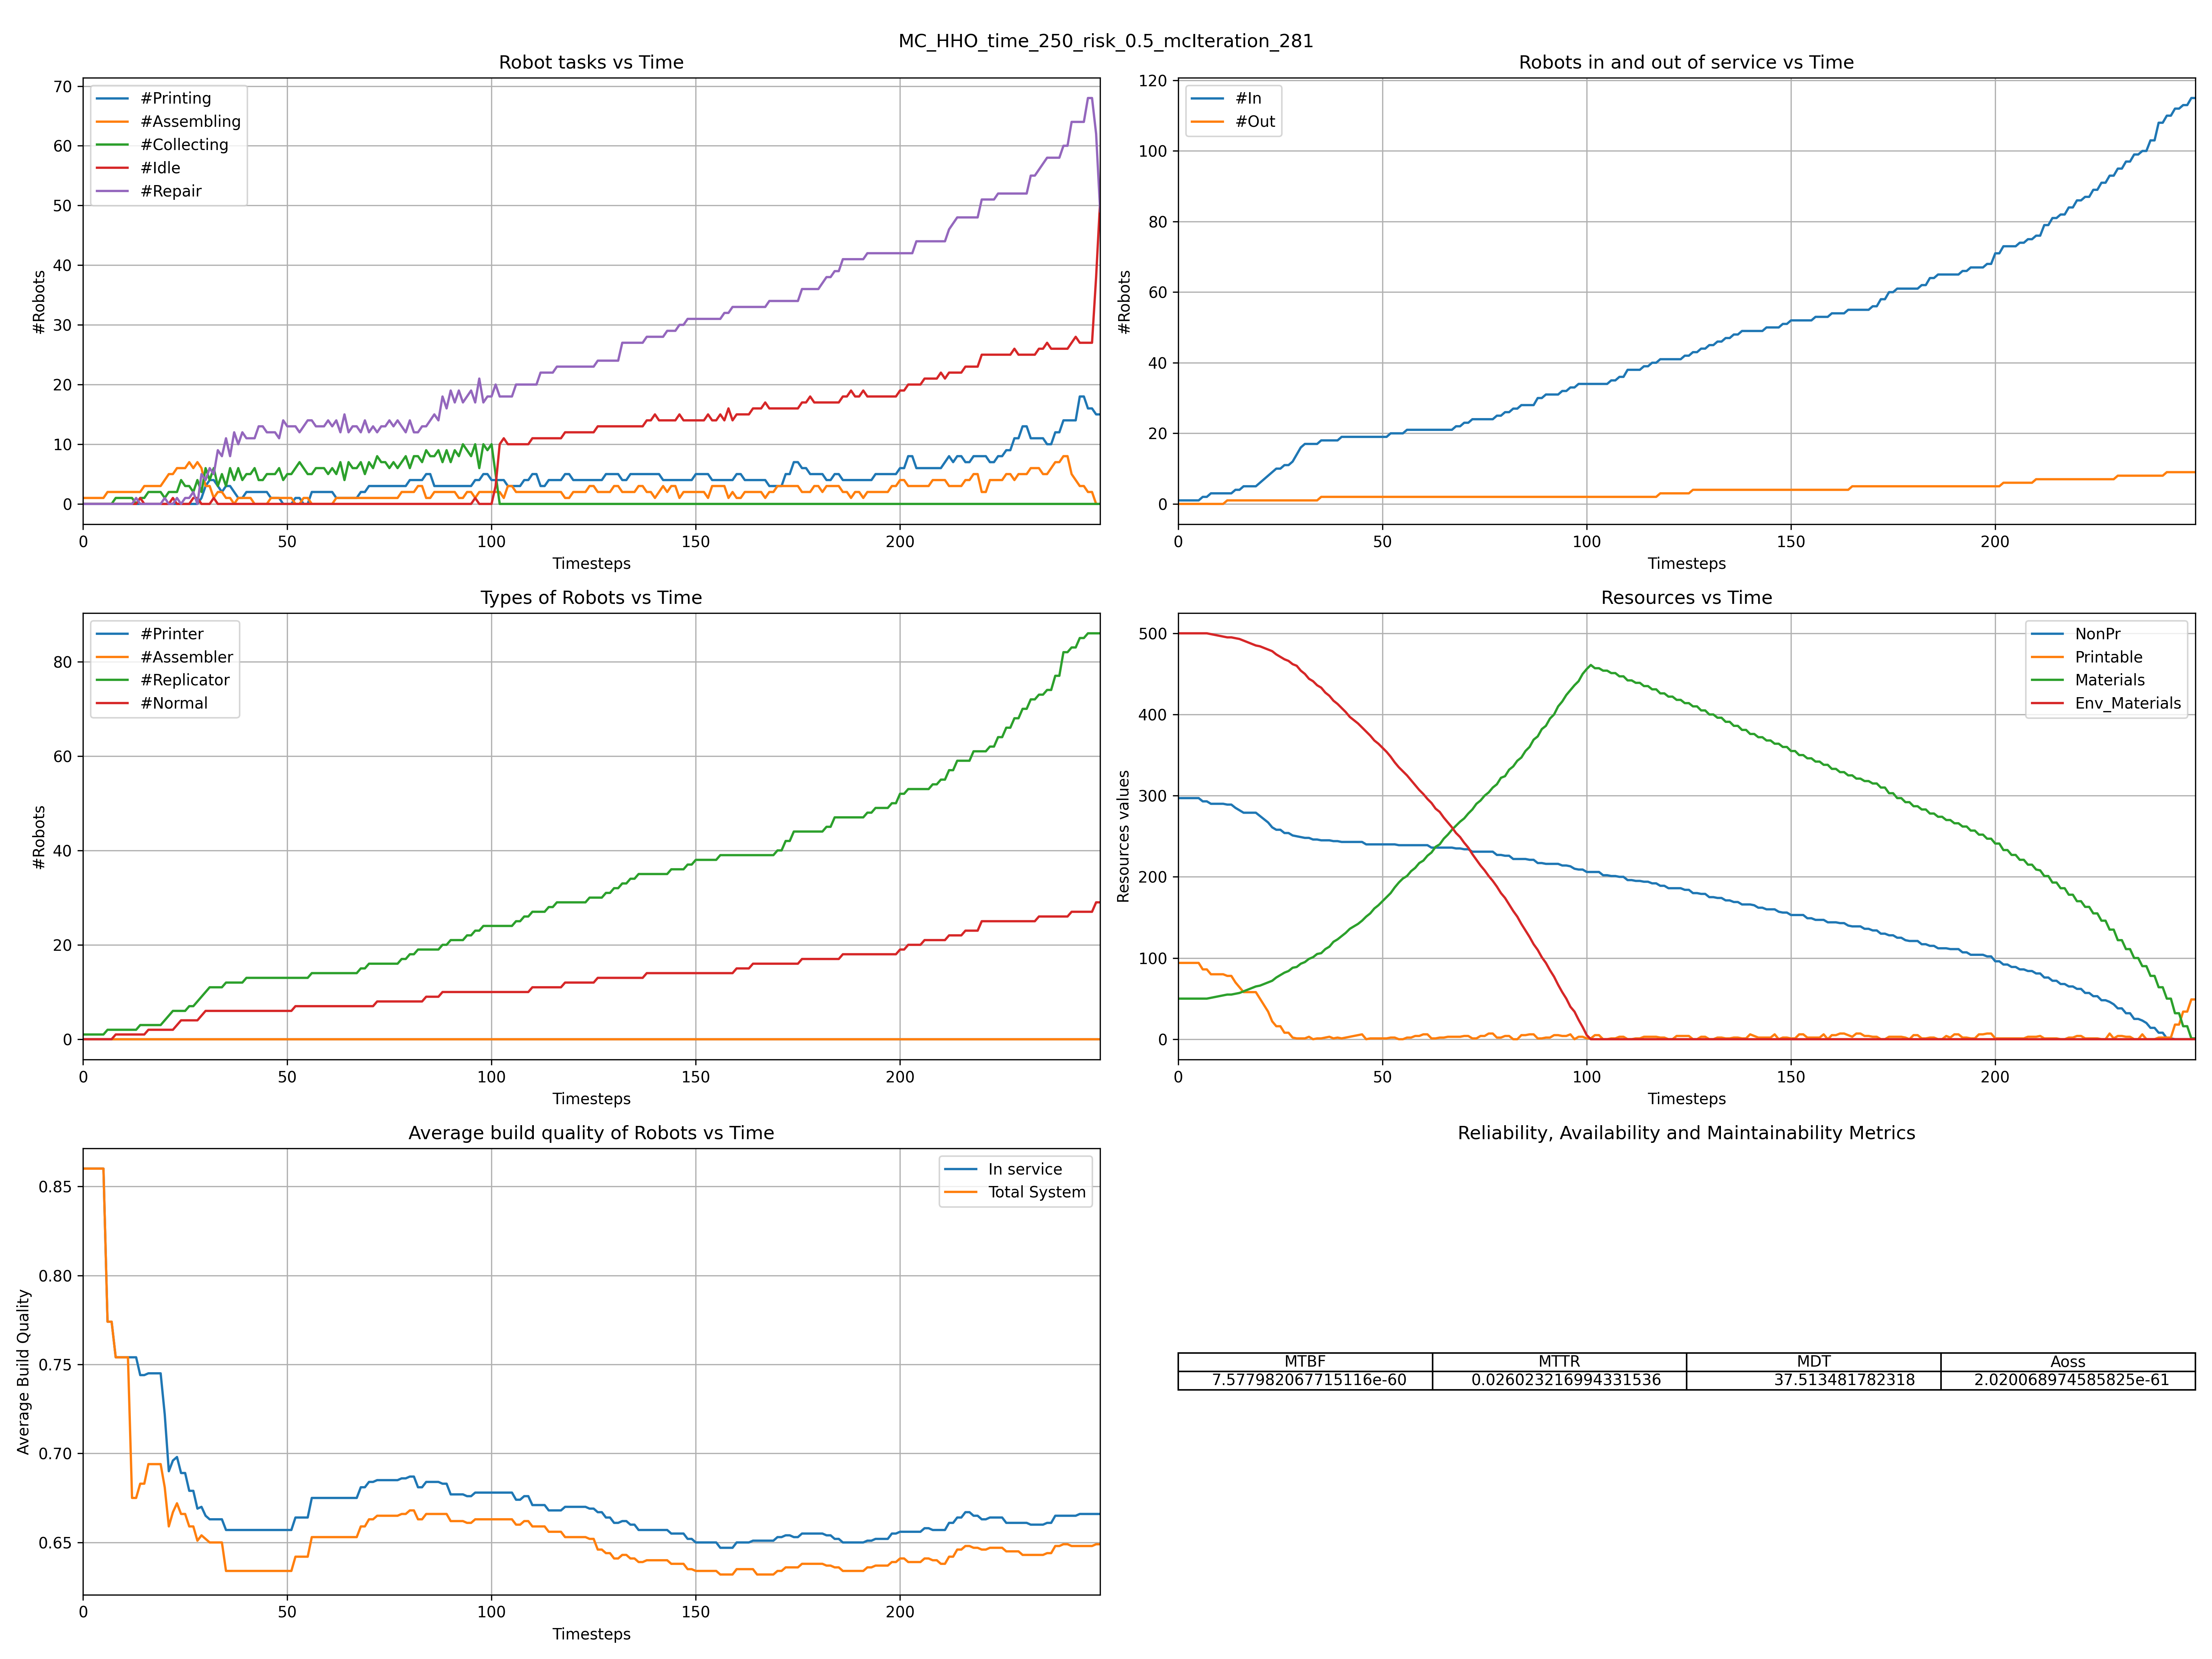 MC_HHO_time_250_risk_0.5_mcIteration_281
Robot tasks vs Time
#Printing
#Assembling
#Collecting
#Idle
#Repair
70
60
50
40
30
20
10
0
#Robots
0 50 100 150 200
Timesteps
Robots in and out of service vs Time
#In
#Out
120
100
80
60
40
20
0
#Robots
0 50 100 150 200
Timesteps
Types of Robots vs Time
#Printer
#Assembler
#Replicator
#Normal
80
60
40
20
0
#Robots
0 50 100 150 200
Timesteps
Resources vs Time
NonPr
Printable
Materials
Env_Materials
500
400
300
200
100
0
Resources values
0 50 100 150 200
Timesteps
Average build quality of Robots vs Time
In service
Total System
0.85
0.80
0.75
0.70
0.65
Average Build Quality
0 50 100 150 200
Timesteps
Reliability, Availability and Maintainability Metrics
MTBF MTTR MDT Aoss
7.577982067715116e-60 0.026023216994331536 37.513481782318 2.020068974585825e-61